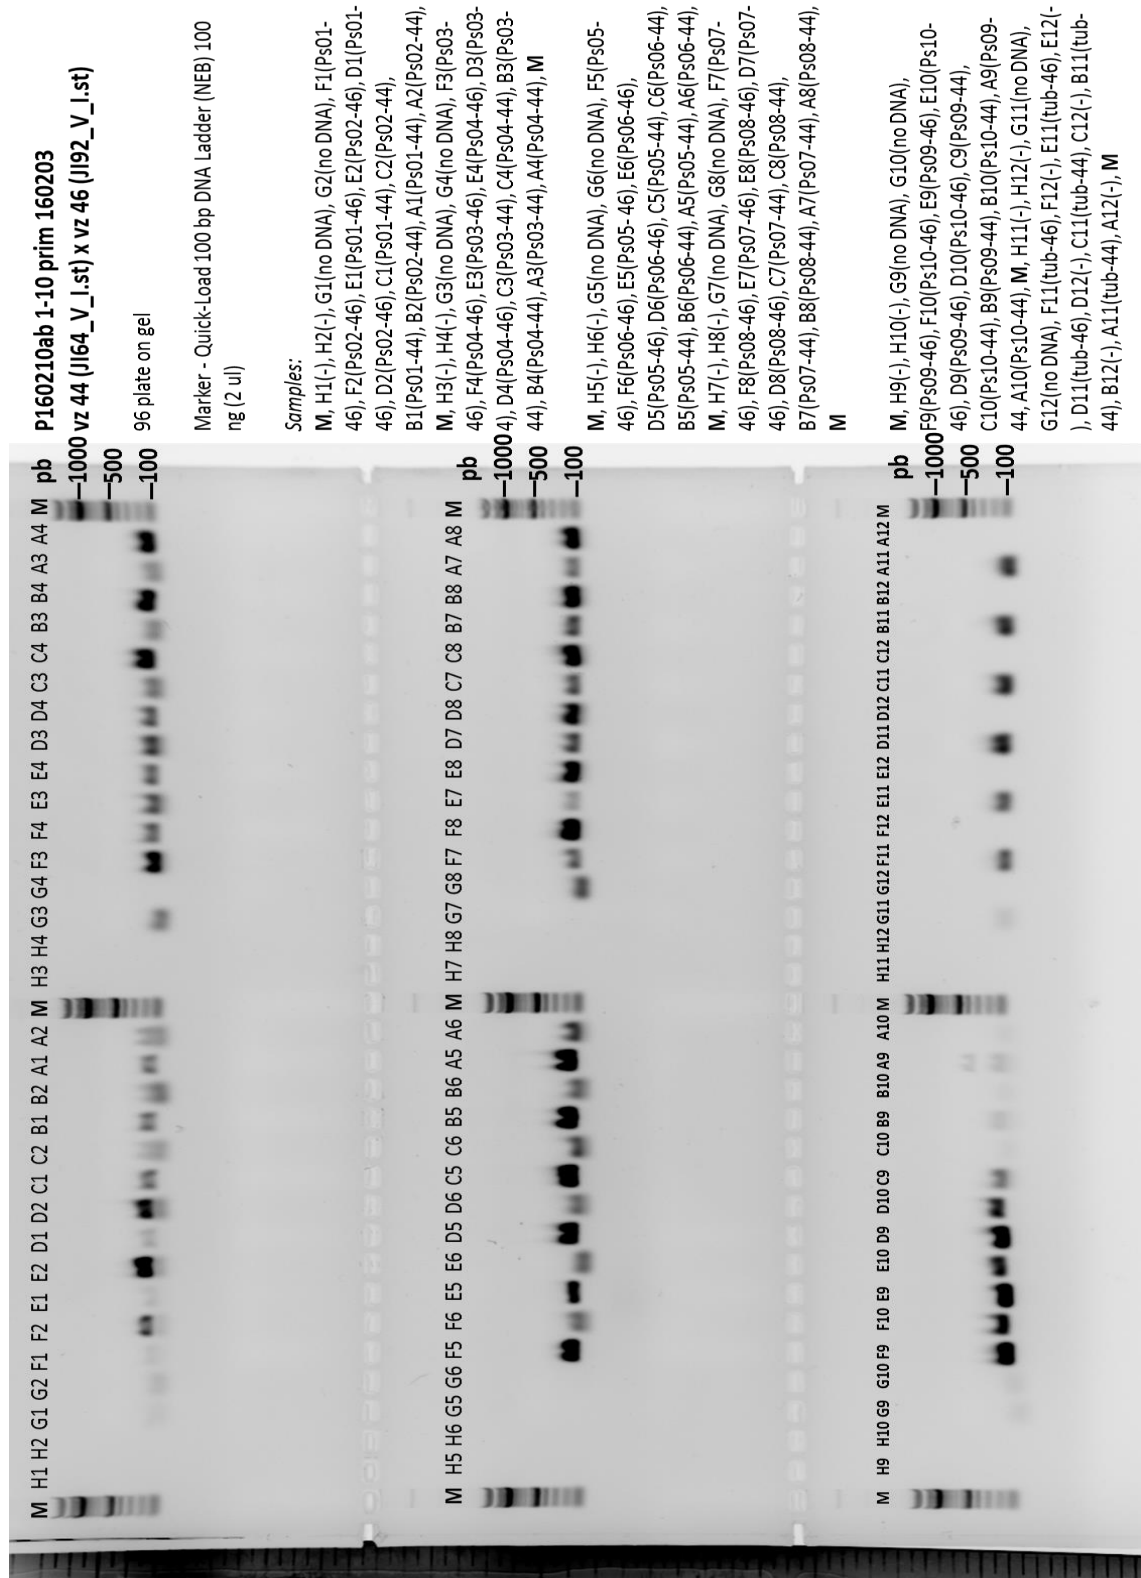 P160210ab 1-10 prim 160203
vz 44 (JI64_V_I.st) x vz 46 (JI92_V_I.st)
96 plate on gel
Marker - Quick-Load 100 bp DNA Ladder (NEB) 100
ng (2 ul)
Samples:
M, H1(-), H2(-), G1(no DNA), G2(no DNA), F1(Ps01-
46), F2(Ps02-46), E1(Ps01-46), E2(Ps02-46), D1(Ps01-
46), D2(Ps02-46), C1(Ps01-44), C2(Ps02-44),
B1(Ps01-44), B2(Ps02-44), A1(Ps01-44), A2(Ps02-44),
M, H3(-), H4(-), G3(no DNA), G4(no DNA), F3(Ps03-
46), F4(Ps04-46), E3(Ps03-46), E4(Ps04-46), D3(Ps03-
4), D4(Ps04-46), C3(Ps03-44), C4(Ps04-44), B3(Ps03-
44), B4(Ps04-44), A3(Ps03-44), A4(Ps04-44), M
M, H5(-), H6(-), G5(no DNA), G6(no DNA), F5(Ps05-
46), F6(Ps06-46), E5(Ps05-46), E6(Ps06-46),
D5(Ps05-46), D6(Ps06-46), C5(Ps05-44), C6(Ps06-44),
B5(Ps05-44), B6(Ps06-44), A5(Ps05-44), A6(Ps06-44),
M, H7(-), H8(-), G7(no DNA), G8(no DNA), F7(Ps07-
46), F8(Ps08-46), E7(Ps07-46), E8(Ps08-46), D7(Ps07-
46), D8(Ps08-46), C7(Ps07-44), C8(Ps08-44),
B7(Ps07-44), B8(Ps08-44), A7(Ps07-44), A8(Ps08-44),
M
M, H9(-), H10(-), G9(no DNA), G10(no DNA),
F9(Ps09-46), F10(Ps10-46), E9(Ps09-46), E10(Ps10-
46), D9(Ps09-46), D10(Ps10-46), C9(Ps09-44),
C10(Ps10-44), B9(Ps09-44), B10(Ps10-44), A9(Ps09-
44, A10(Ps10-44), M, H11(-), H12(-), G11(no DNA),
G12(no DNA), F11(tub-46), F12(-), E11(tub-46), E12(-
), D11(tub-46), D12(-), C11(tub-44), C12(-), B11(tub-
44), B12(-), A11(tub-44), A12(-), M
M H1 H2 G1 G2 F1 F2 E1 E2 D1 D2 C1 C2 B1 B2 A1 A2 M H3 H4 G3 G4 F3 F4 E3 E4 D3 D4 C3 C4 B3 B4 A3 A4 M pb
1000
500
100
M H5 H6 G5 G6 F5 F6 E5 E6 D5 D6 C5 C6 B5 B6 A5 A6 M H7 H8 G7 G8 F7 F8 E7 E8 D7 D8 C7 C8 B7 B8 A7 A8 M pb
1000
500
100
M H9 H10 G9 G10 F9 F10 E9 E10 D9 D10 C9 C10 B9 B10 A9 A10 M H11 H12 G11 G12 F11 F12 E11 E12 D11 D12 C11 C12 B11 B12 A11 A12 M pb
1000
500
100